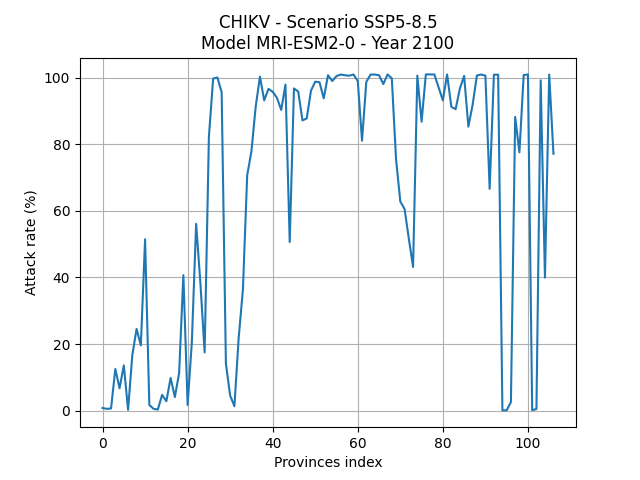 CHIKV - Scenario SSP5-8.5
Model MRI-ESM2-0 - Year 2100
Attack rate (%)
100
80
60
40
20
0
0 20 40 60 80 100
Provinces index